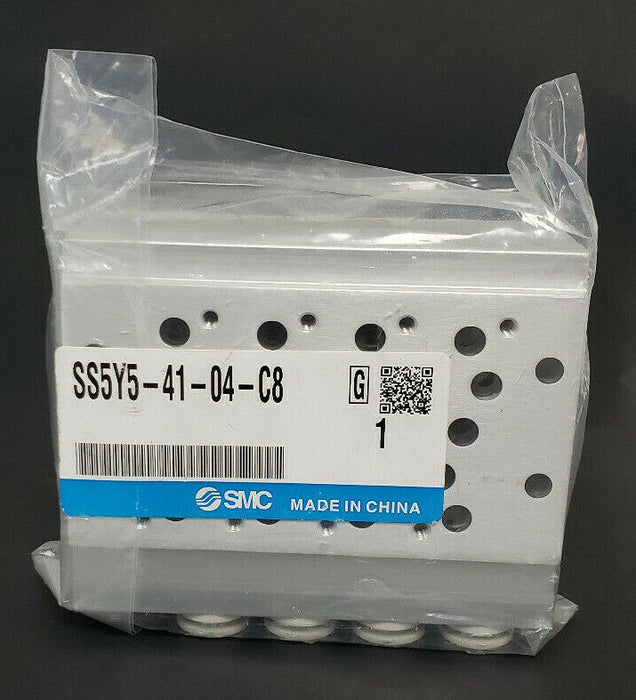 SS5Y5-41-04-C8 G
1
SMC MADE IN CHINA